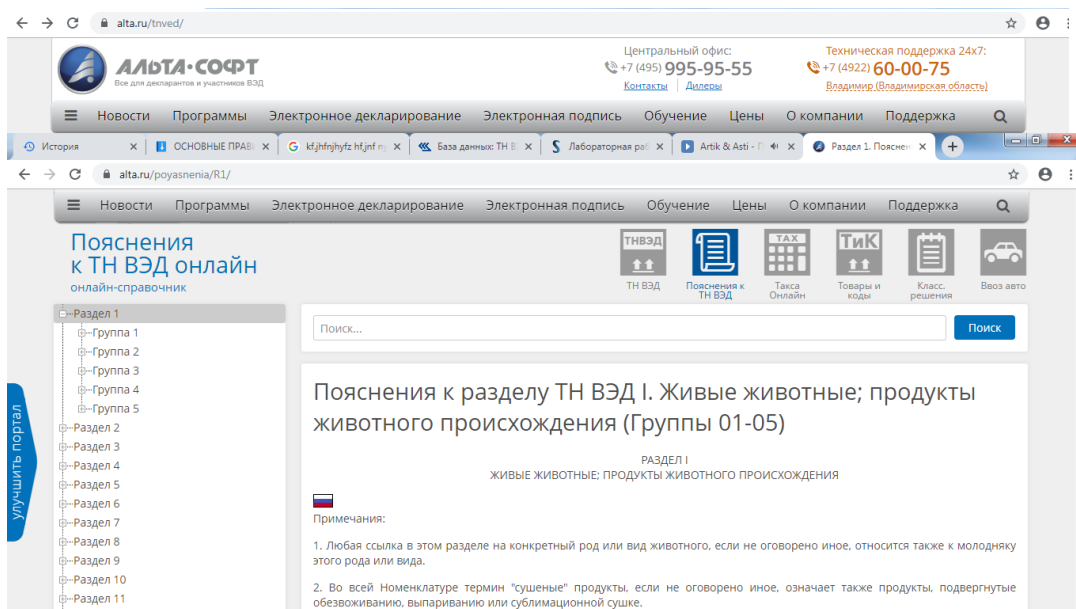 alta.ru/tnved/
АЛЬТА·СОФТ
Все для декларантов и участников ВЭД
Центральный офис:
+7 (495) 995-95-55
Контакты Дилеры
Техническая поддержка 24x7:
+7 (4922) 60-00-75
Владимир (Владимирская область)
Новости Программы Электронное декларирование Электронная подпись Обучение Цены О компании Поддержка
История ОСНОВНЫЕ ПРАВИ kf,jhfnjhyfz hf,jnf База данных: ТН В Лабораторная раб Artik & Asti - П Раздел 1. Пояснен
alta.ru/poyasnenia/R1/
Новости Программы Электронное декларирование Электронная подпись Обучение Цены О компании Поддержка
Пояснения
к ТН ВЭД онлайн
онлайн-справочник
ТНВЭД
ТН ВЭД
Пояснения к
ТН ВЭД
TAX
Такса
Онлайн
ТиК
Товары и
коды
Класс.
решения
Ввоз авто
Раздел 1
Группа 1
Группа 2
Группа 3
Группа 4
Группа 5
Раздел 2
Раздел 3
Раздел 4
Раздел 5
Раздел 6
Раздел 7
Раздел 8
Раздел 9
Раздел 10
Раздел 11
улучшить портал
Поиск... Поиск
Пояснения к разделу ТН ВЭД I. Живые животные; продукты
животного происхождения (Группы 01-05)
РАЗДЕЛ I
ЖИВЫЕ ЖИВОТНЫЕ; ПРОДУКТЫ ЖИВОТНОГО ПРОИСХОЖДЕНИЯ
Примечания:
1. Любая ссылка в этом разделе на конкретный род или вид животного, если не оговорено иное, относится также к молодняку
этого рода или вида.
2. Во всей Номенклатуре термин "сушеные" продукты, если не оговорено иное, означает также продукты, подвергнутые
обезвоживанию, выпариванию или сублимационной сушке.